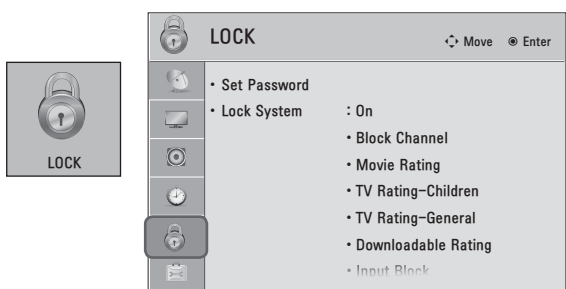 LOCK
LOCK
Move Enter
• Set Password
• Lock System : On
• Block Channel
• Movie Rating
• TV Rating-Children
• TV Rating-General
• Downloadable Rating
• Input Block